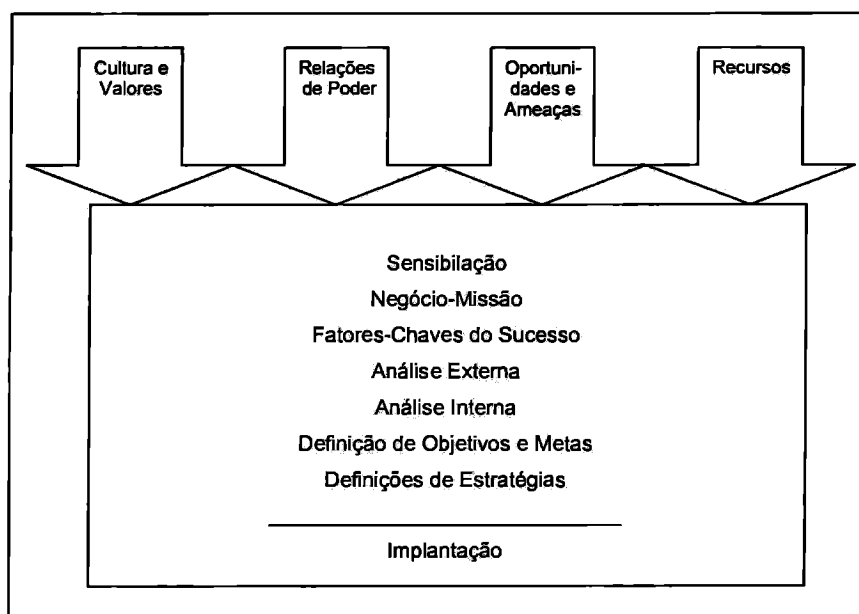 Cultura e
Valores
Relações
de Poder
Oportuni-
dades e
Ameaças
Recursos
Sensibilação
Negócio-Missão
Fatores-Chaves do Sucesso
Análise Externa
Análise Interna
Definição de Objetivos e Metas
Definições de Estratégias
Implantação